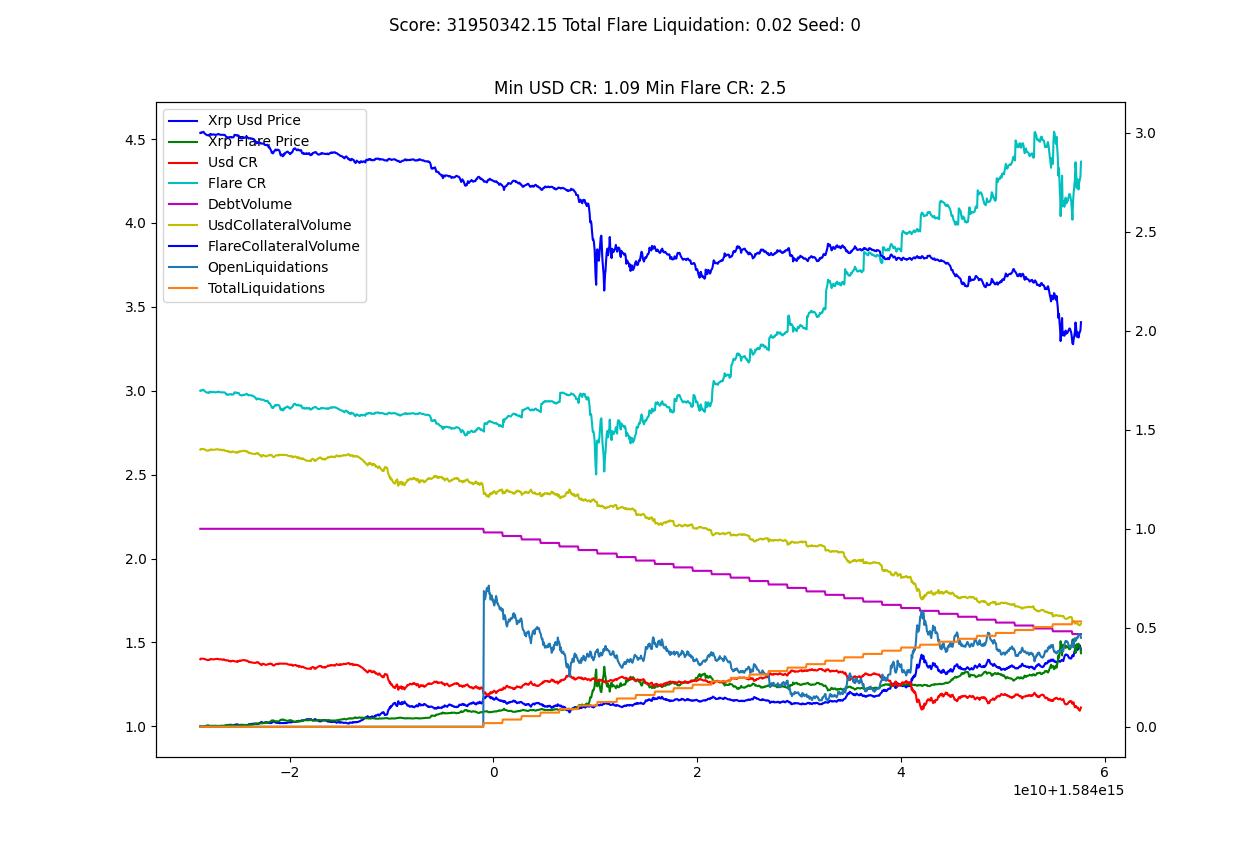 Score: 31950342.15 Total Flare Liquidation: 0.02 Seed: 0
Min USD CR: 1.09 Min Flare CR: 2.5
Xrp Usd Price
Xrp Flare Price
Usd CR
Flare CR
DebtVolume
UsdCollateralVolume
FlareCollateralVolume
OpenLiquidations
TotalLiquidations
4.5
4.0
3.5
3.0
2.5
2.0
1.5
1.0
3.0
2.5
2.0
1.5
1.0
0.5
0.0
−2 0 2 4 6
1e10+1.584e15